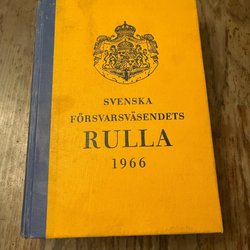 SVENSKA
FÖRSVARSVÄSENDETS
RULLA
1966